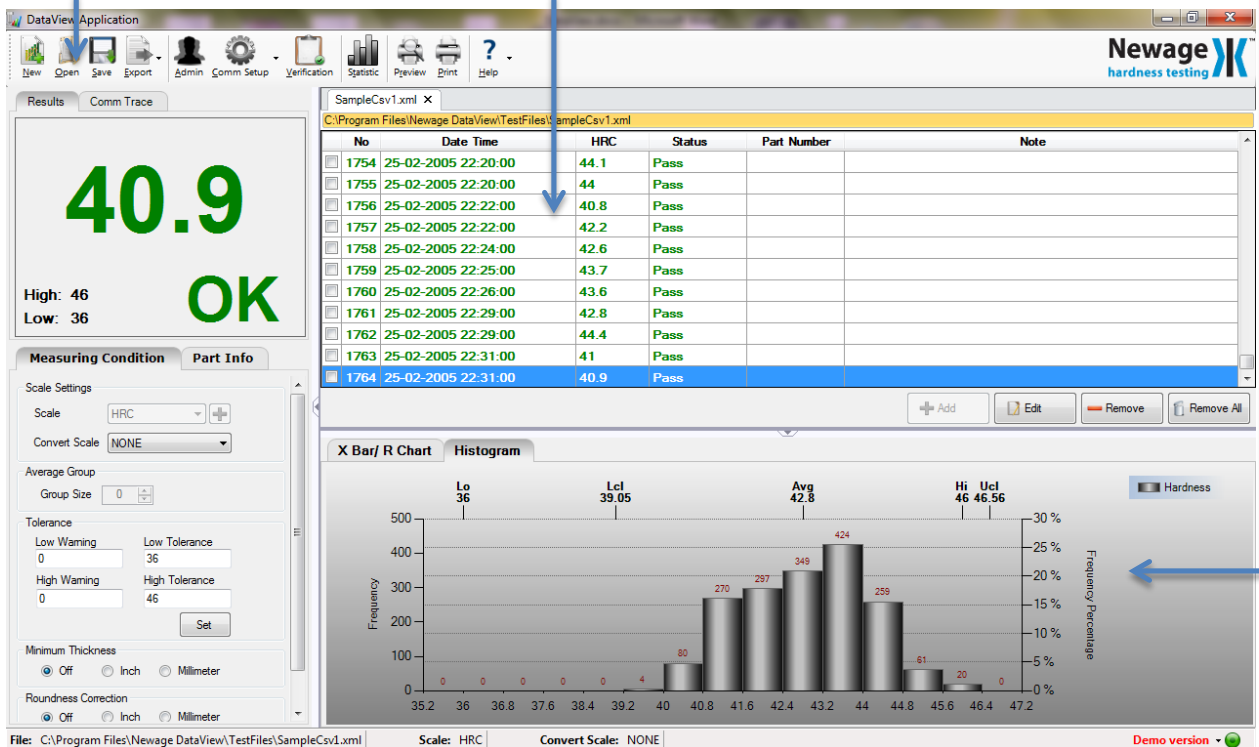 DataView Application
New Open Save Export Admin Comm Setup Verification Statistic Preview Print Help
?
Newage
hardness testing
Results Comm Trace
40.9
OK
High: 46
Low: 36
SampleCsv1.xml X
C:\Program Files\Newage DataView\TestFiles\SampleCsv1.xml
No Date Time HRC Status Part Number Note
1754 25-02-2005 22:20:00 44.1 Pass
1755 25-02-2005 22:20:00 44 Pass
1756 25-02-2005 22:22:00 40.8 Pass
1757 25-02-2005 22:22:00 42.2 Pass
1758 25-02-2005 22:24:00 42.6 Pass
1759 25-02-2005 22:25:00 43.7 Pass
1760 25-02-2005 22:26:00 43.6 Pass
1761 25-02-2005 22:29:00 42.8 Pass
1762 25-02-2005 22:29:00 44.4 Pass
1763 25-02-2005 22:31:00 41 Pass
1764 25-02-2005 22:31:00 40.9 Pass
Add Edit Remove Remove All
Measuring Condition Part Info
Scale Settings
Scale HRC
Convert Scale NONE
Average Group
Group Size 0
Tolerance
Low Warning Low Tolerance
0 36
High Warning High Tolerance
0 46
Set
Minimum Thickness
Off Inch Millimeter
Roundness Correction
Off Inch Millimeter
X Bar/ R Chart Histogram
Lo Lcl Avg Hi Ucl
36 39.05 42.8 46 46.56
Hardness
500 30 %
400 25 %
300 20 %
200 15 %
100 10 %
0 5 %
0 %
Frequency
Frequency Percentage
0 0 0 0 0 4 80 270 297 349 424 259 61 20 0
35.2 36 36.8 37.6 38.4 39.2 40 40.8 41.6 42.4 43.2 44 44.8 45.6 46.4 47.2
File: C:\Program Files\Newage DataView\TestFiles\SampleCsv1.xml Scale: HRC Convert Scale: NONE Demo version